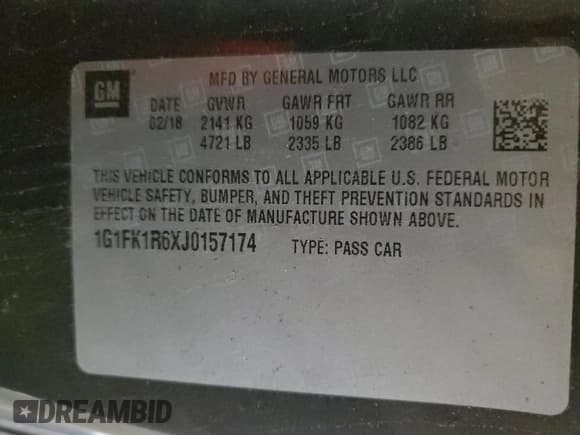 GM
MFD BY GENERAL MOTORS LLC
DATE GVWR GAWR FRT GAWR RR
02/18 2141 KG 1059 KG 1082 KG
4721 LB 2335 LB 2386 LB
THIS VEHICLE CONFORMS TO ALL APPLICABLE U.S. FEDERAL MOTOR
VEHICLE SAFETY, BUMPER, AND THEFT PREVENTION STANDARDS IN
EFFECT ON THE DATE OF MANUFACTURE SHOWN ABOVE.
1G1FK1R6XJ0157174 TYPE: PASS CAR
DREAMBID